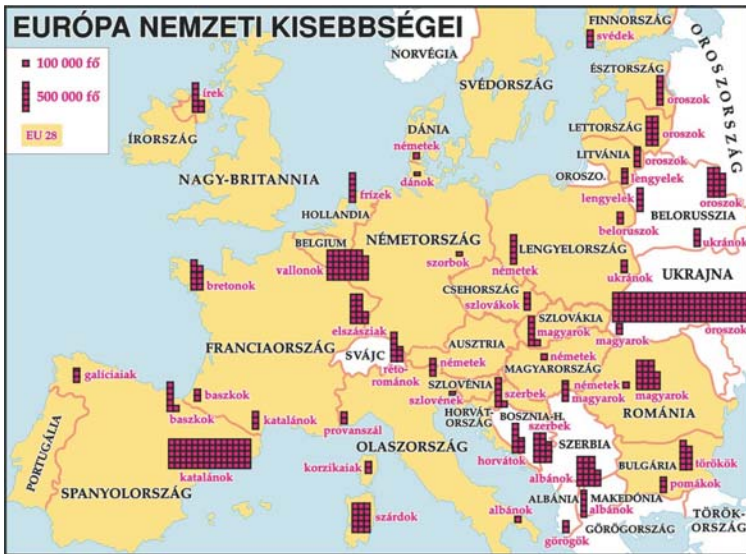 EURÓPA NEMZETI KISEBBSÉGEI
100 000 fő
500 000 fő
EU 28
NORVÉGIA
SVÉDORSZÁG
FINNORSZÁG
svédek
OROSZORSZÁG
ÉSZTORSZÁG
oroszok
LETTORSZÁG
oroszok
LITVÁNIA
oroszok
OROSZO.
lengyelek
lengyelek
oroszok
BELORUSSZIA
beloruszok
ukránok
írek
ÍRORSZÁG
NAGY-BRITANNIA
DÁNIA
németek
dánok
frízek
HOLLANDIA
BELGIUM
vallonok
NÉMETORSZÁG
szorbok
LENGYELORSZÁG
németek
ukránok
UKRAJNA
oroszok
magyarok
CSEHORSZÁG
szlovákok
SZLOVÁKIA
magyarok
bretonok
elszásziak
FRANCIAORSZÁG
SVÁJC
reto-
románok
AUSZTRIA
németek
németek
MAGYARORSZÁG
SZLOVÉNIA
szlovének
HORVÁT-
ORSZÁG
szerbek
németek
magyarok
magyarok
ROMÁNIA
BOSZNIA-H.
szerbek
horvátok
SZERBIA
albánok
BULGÁRIA
törökök
pomákok
galíciaiak
baszkok
baszkok
katalánok
katalánok
provanszál
PORTUGÁLIA
SPANYOLORSZÁG
OLASZORSZÁG
korzikaiak
szárdok
albánok
ALBÁNIA
MAKEDÓNIA
albánok
görögök
GÖRÖGORSZÁG
TÖRÖK-
ORSZÁG